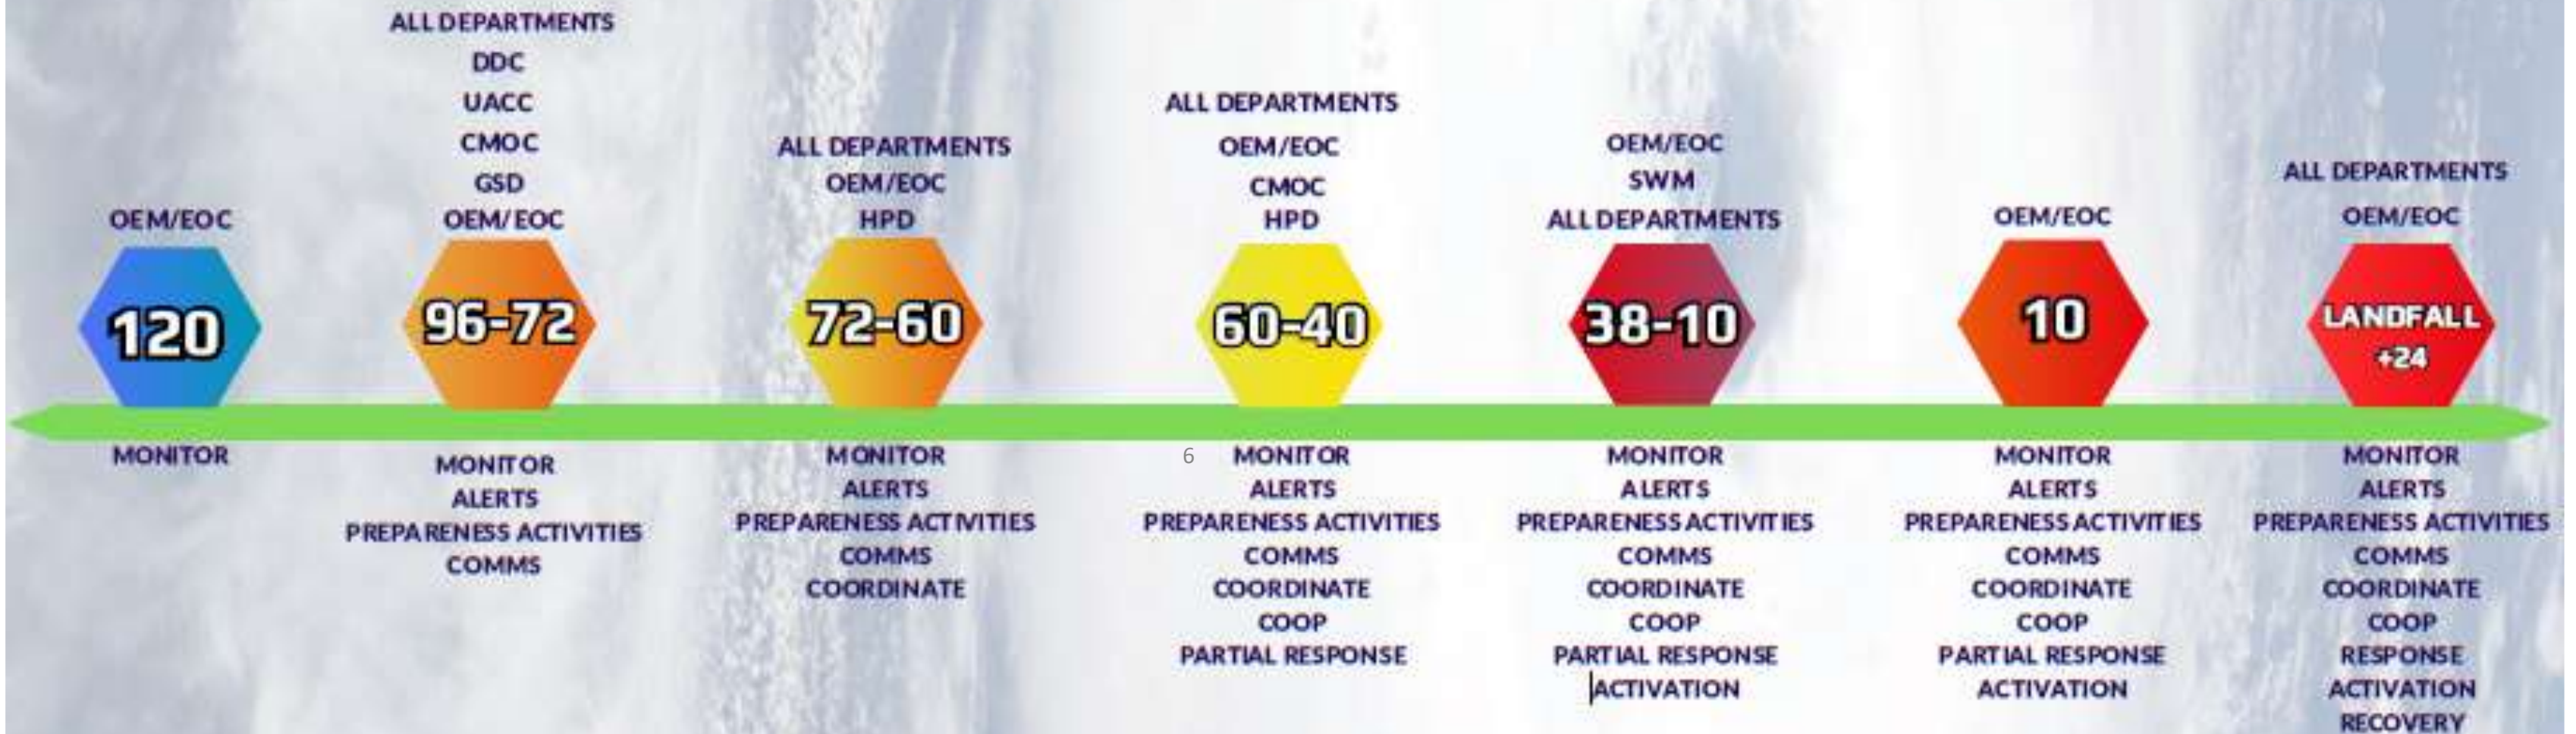 OEM/EOC
120
MONITOR
ALL DEPARTMENTS
DDC
UACC
CMOC
GSD
OEM/EOC
96-72
MONITOR
ALERTS
PREPARENESS ACTIVITIES
COMMS
ALL DEPARTMENTS
OEM/EOC
HPD
72-60
MONITOR
ALERTS
PREPARENESS ACTIVITIES
COMMS
COORDINATE
ALL DEPARTMENTS
OEM/EOC
CMOC
HPD
60-40
6
MONITOR
ALERTS
PREPARENESS ACTIVITIES
COMMS
COORDINATE
COOP
PARTIAL RESPONSE
OEM/EOC
SWM
ALL DEPARTMENTS
38-10
MONITOR
ALERTS
PREPARENESS ACTIVITIES
COMMS
COORDINATE
COOP
PARTIAL RESPONSE
ACTIVATION
OEM/EOC
10
MONITOR
ALERTS
PREPARENESS ACTIVITIES
COMMS
COORDINATE
COOP
PARTIAL RESPONSE
ACTIVATION
ALL DEPARTMENTS
OEM/EOC
LANDFALL
+24
MONITOR
ALERTS
PREPARENESS ACTIVITIES
COMMS
COORDINATE
COOP
RESPONSE
ACTIVATION
RECOVERY